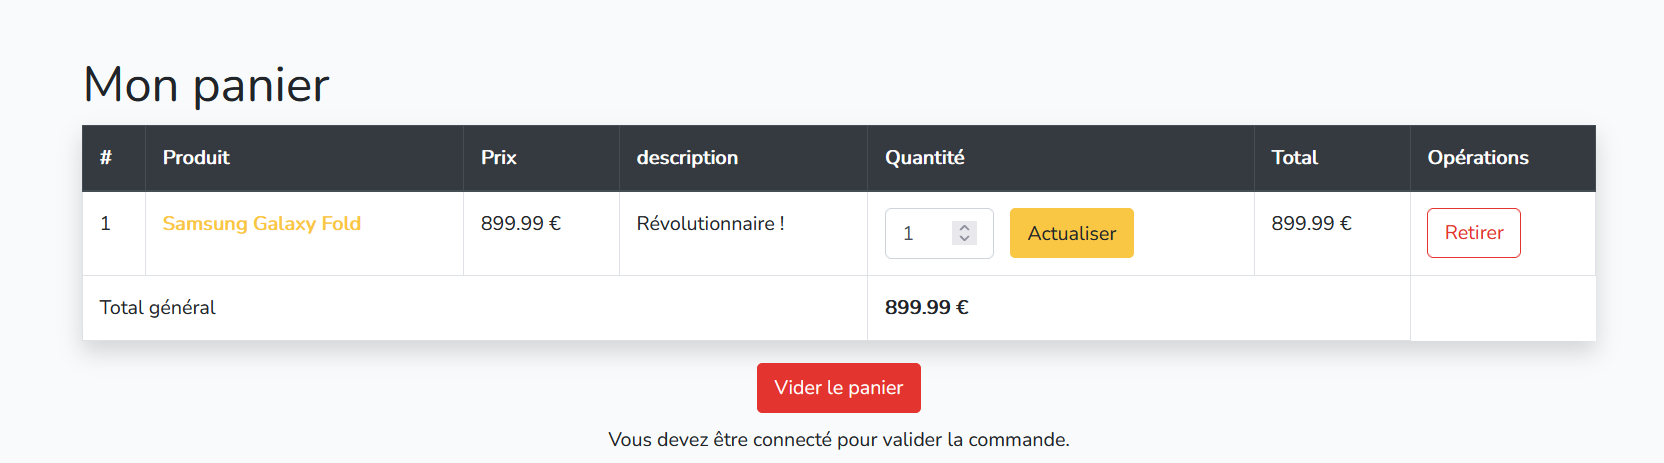 Mon panier
# Produit Prix description Quantité Total Opérations
1 Samsung Galaxy Fold 899.99 € Révolutionnaire ! 1 Actualiser 899.99 € Retirer
Total général 899.99 €
Vider le panier
Vous devez être connecté pour valider la commande.